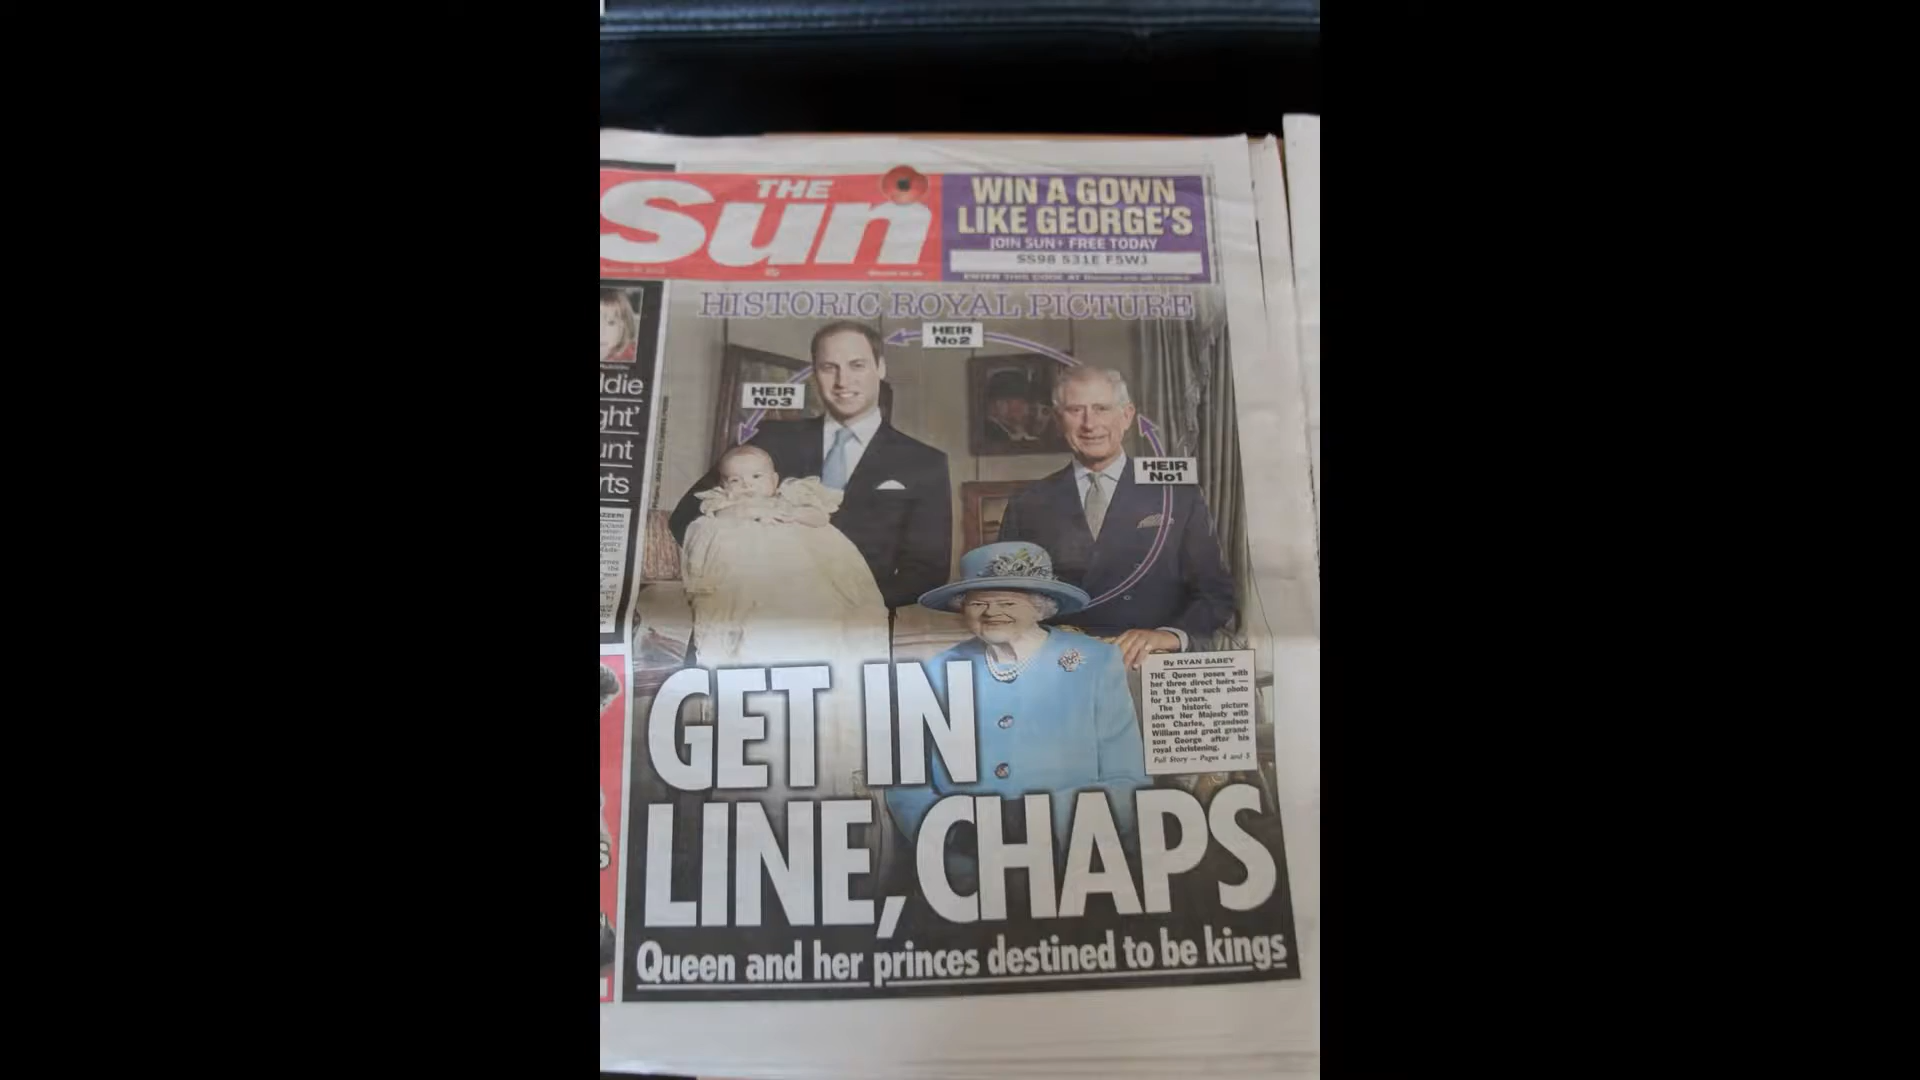 THE
Sun
WIN A GOWN
LIKE GEORGE'S
JOIN SUN+ FREE TODAY
SS98 531E F5WJ
HISTORIC ROYAL PICTURE
HEIR
No2
HEIR
No3
HEIR
No1
ldie
ght'
unt
rts
By RYAN SABEY
THE Queen poses with
her three direct heirs —
in the first such photo
for 119 years.
The historic picture
shows Her Majesty with
son Charles, grandson
William and great grand-
son George after his
royal christening.
Full Story — Pages 4 and 5
GET IN
LINE, CHAPS
Queen and her princes destined to be kings